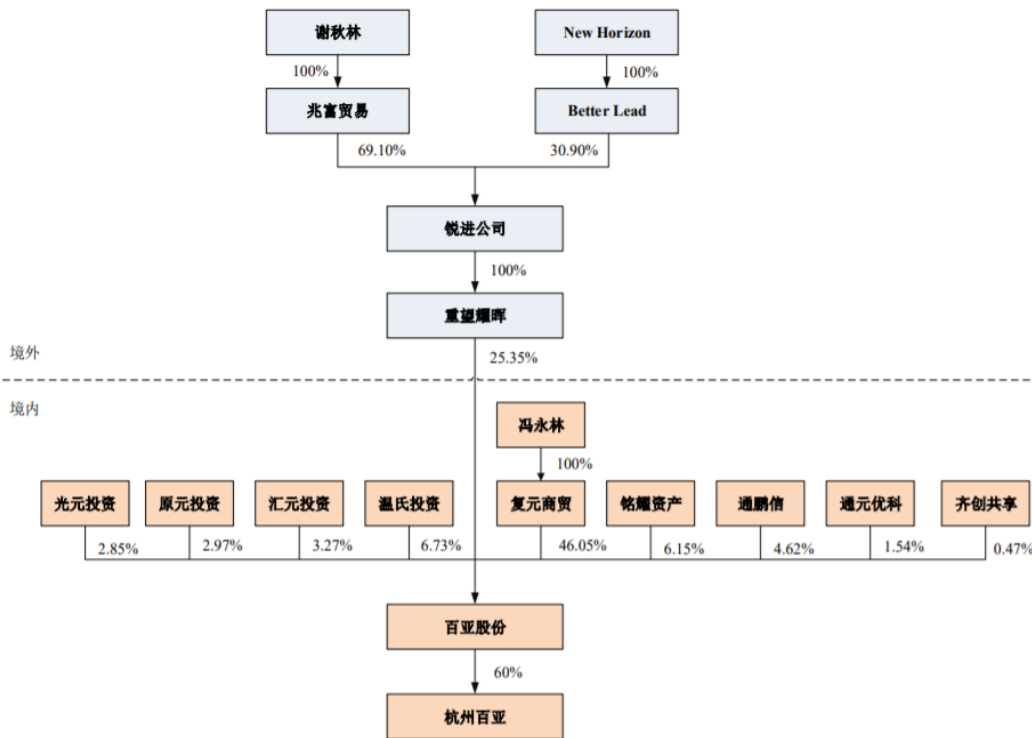 谢秋林
New Horizon
100%
100%
兆富贸易
Better Lead
69.10%
30.90%
锐进公司
100%
重望耀晖
境外
25.35%
境内
冯永林
100%
光元投资
原元投资
汇元投资
温氏投资
复元商贸
铭耀资产
通鹏信
通元优科
齐创共享
2.85%
2.97%
3.27%
6.73%
46.05%
6.15%
4.62%
1.54%
0.47%
百亚股份
60%
杭州百亚